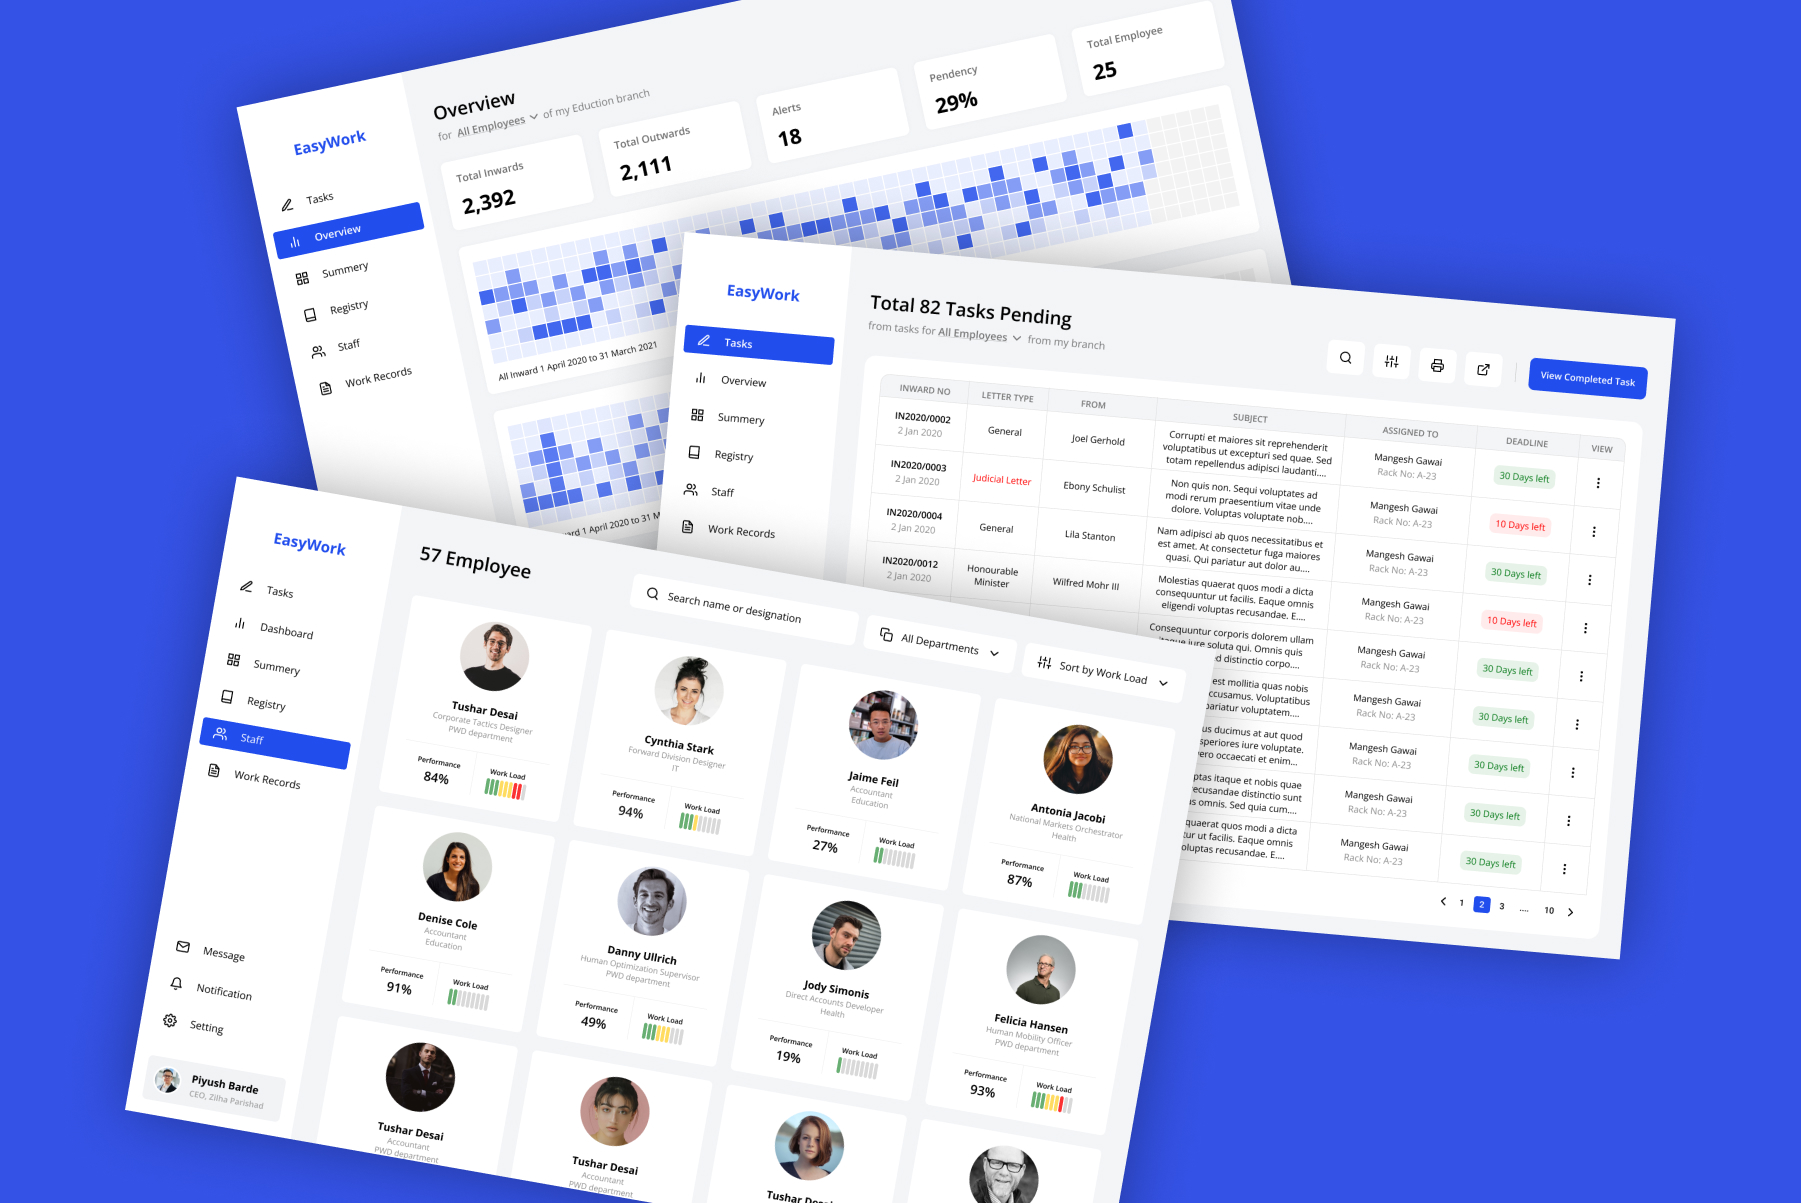 EasyWork
Tasks
Overview
Summery
Registry
Staff
Work Records
Overview
for All Employees of my Eduction branch
Total Inwards
2,392
Total Outwards
2,111
Alerts
18
Pendency
29%
Total Employee
25
All Inward 1 April 2020 to 31 March 2021
ward 1 April 2020 to 31 M
EasyWork
Tasks
Overview
Summery
Registry
Staff
Work Records
Total 82 Tasks Pending
from tasks for All Employees from my branch
View Completed Task
INWARD NO LETTER TYPE FROM SUBJECT ASSIGNED TO DEADLINE VIEW
IN2020/0002
2 Jan 2020
General
Joel Gerhold
Corrupti et maiores sit reprehenderit
voluptatibus ut excepturi sed quae. Sed
totam repellendus adipisci laudanti....
Mangesh Gawai
Rack No: A-23
30 Days left
IN2020/0003
2 Jan 2020
Judicial Letter
Ebony Schulist
Non quis non. Sequi voluptates ad
modi rerum praesentium vitae unde
dolore. Voluptas voluptate nob....
Mangesh Gawai
Rack No: A-23
10 Days left
IN2020/0004
2 Jan 2020
General
Lila Stanton
Nam adipisci ab quos necessitatibus et
est amet. At consectetur fuga maiores
quasi. Qui pariatur aut dolor au....
Mangesh Gawai
Rack No: A-23
30 Days left
IN2020/0012
2 Jan 2020
Honourable
Minister
Wilfred Mohr III
Molestias quaerat quos modi a dicta
consequuntur ut facilis. Eaque omnis
eligendi voluptas recusandae. E....
Mangesh Gawai
Rack No: A-23
10 Days left
Consequuntur corporis dolorem ullam
itaque iure soluta qui. Omnis quis
d distinctio corpo....
Mangesh Gawai
Rack No: A-23
30 Days left
est mollitia quas nobis
ccusamus. Voluptatibus
pariatur voluptatem....
Mangesh Gawai
Rack No: A-23
30 Days left
us ducimus at aut quod
speriores iure voluptate.
vero occaecati et enim...
Mangesh Gawai
Rack No: A-23
30 Days left
ptas itaque et nobis quae
recusandae distinctio sunt
s omnis. Sed quia cum....
Mangesh Gawai
Rack No: A-23
30 Days left
quaerat quos modi a dicta
tur ut facilis. Eaque omnis
oluptas recusandae. E....
Mangesh Gawai
Rack No: A-23
30 Days left
1 2 3 .... 10
EasyWork
Tasks
Dashboard
Summery
Registry
Staff
Work Records
Message
Notification
Setting
Piyush Barde
CEO, Zilha Parishad
57 Employee
Search name or designation
All Departments
Sort by Work Load
Tushar Desai
Corporate Tactics Designer
PWD department
Performance
84%
Work Load
Cynthia Stark
Forward Division Designer
IT
Performance
94%
Work Load
Jaime Feil
Accountant
Education
Performance
27%
Work Load
Antonia Jacobi
National Markets Orchestrator
Health
Performance
87%
Work Load
Denise Cole
Accountant
Education
Performance
91%
Work Load
Danny Ullrich
Human Optimization Supervisor
PWD department
Performance
49%
Work Load
Jody Simonis
Direct Accounts Developer
Health
Performance
19%
Work Load
Felicia Hansen
Human Mobility Officer
PWD department
Performance
93%
Work Load
Tushar Desai
Accountant
PWD department
Tushar Desai
Accountant
PWD department
Tushar Desai